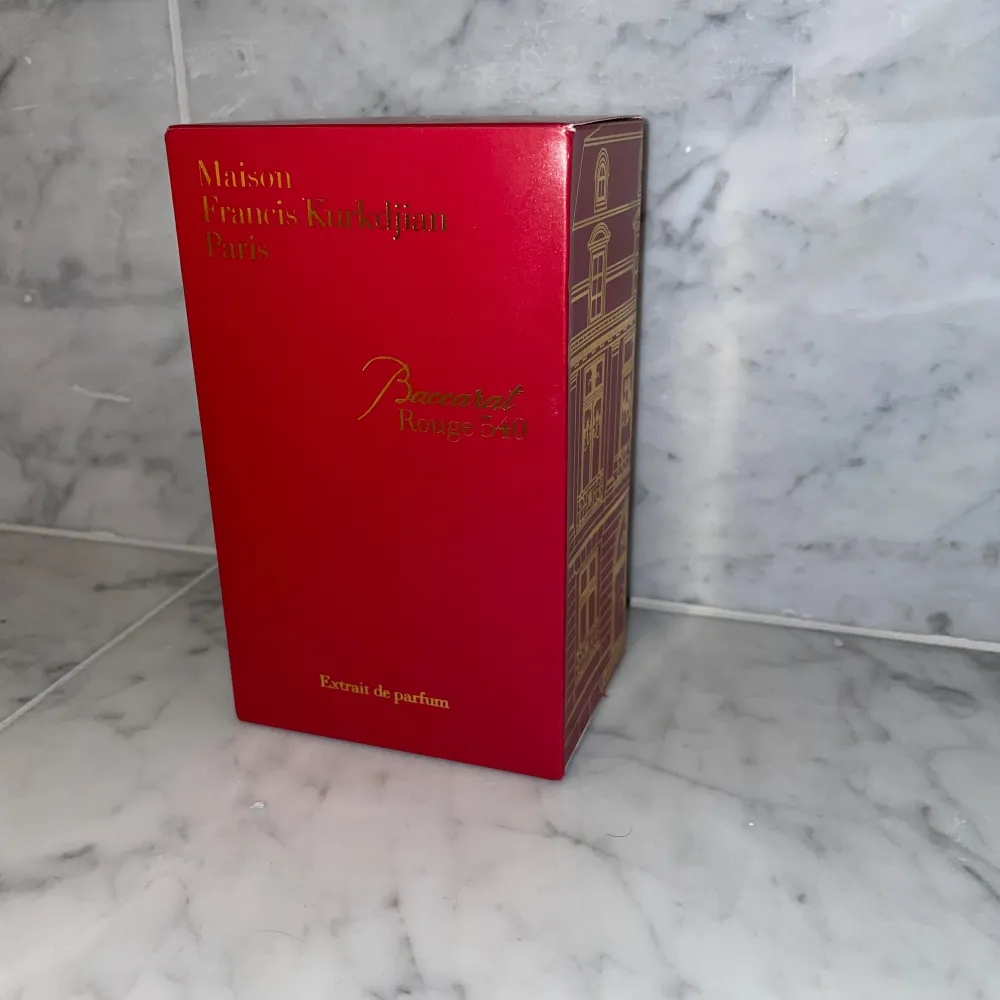 Maison
Francis Kurkdjian
Paris
Baccarat
Rouge 540
Extrait de parfum